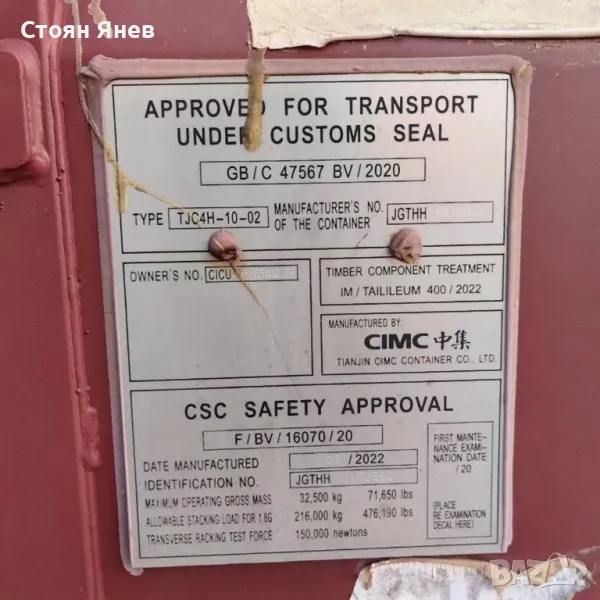 Стоян Янев
APPROVED FOR TRANSPORT
UNDER CUSTOMS SEAL
GB/C 47567 BV/2020
TYPE TJC4H-10-02
MANUFACTURER'S NO.
OF THE CONTAINER
JGTHH
OWNER'S NO. CICU
TIMBER COMPONENT TREATMENT
IM / TAILILEUM 400 / 2022
MANUFACTURED BY:
CIMC 中集
TIANJIN CIMC CONTAINER CO., LTD.
CSC SAFETY APPROVAL
F/BV/16070/20
DATE MANUFACTURED /2022
IDENTIFICATION NO. JGTHH
MAXIMUM OPERATING GROSS MASS 32,500 kg 71,650 lbs
ALLOWABLE STACKING LOAD FOR 1.8G 216,000 kg 476,190 lbs
TRANSVERSE RACKING TEST FORCE 150,000 newtons
FIRST MAINTE-
NANCE EXAMI-
NATION DATE
/20
(PLACE
RE EXAMINATION
DECAL HERE)
BAZAR